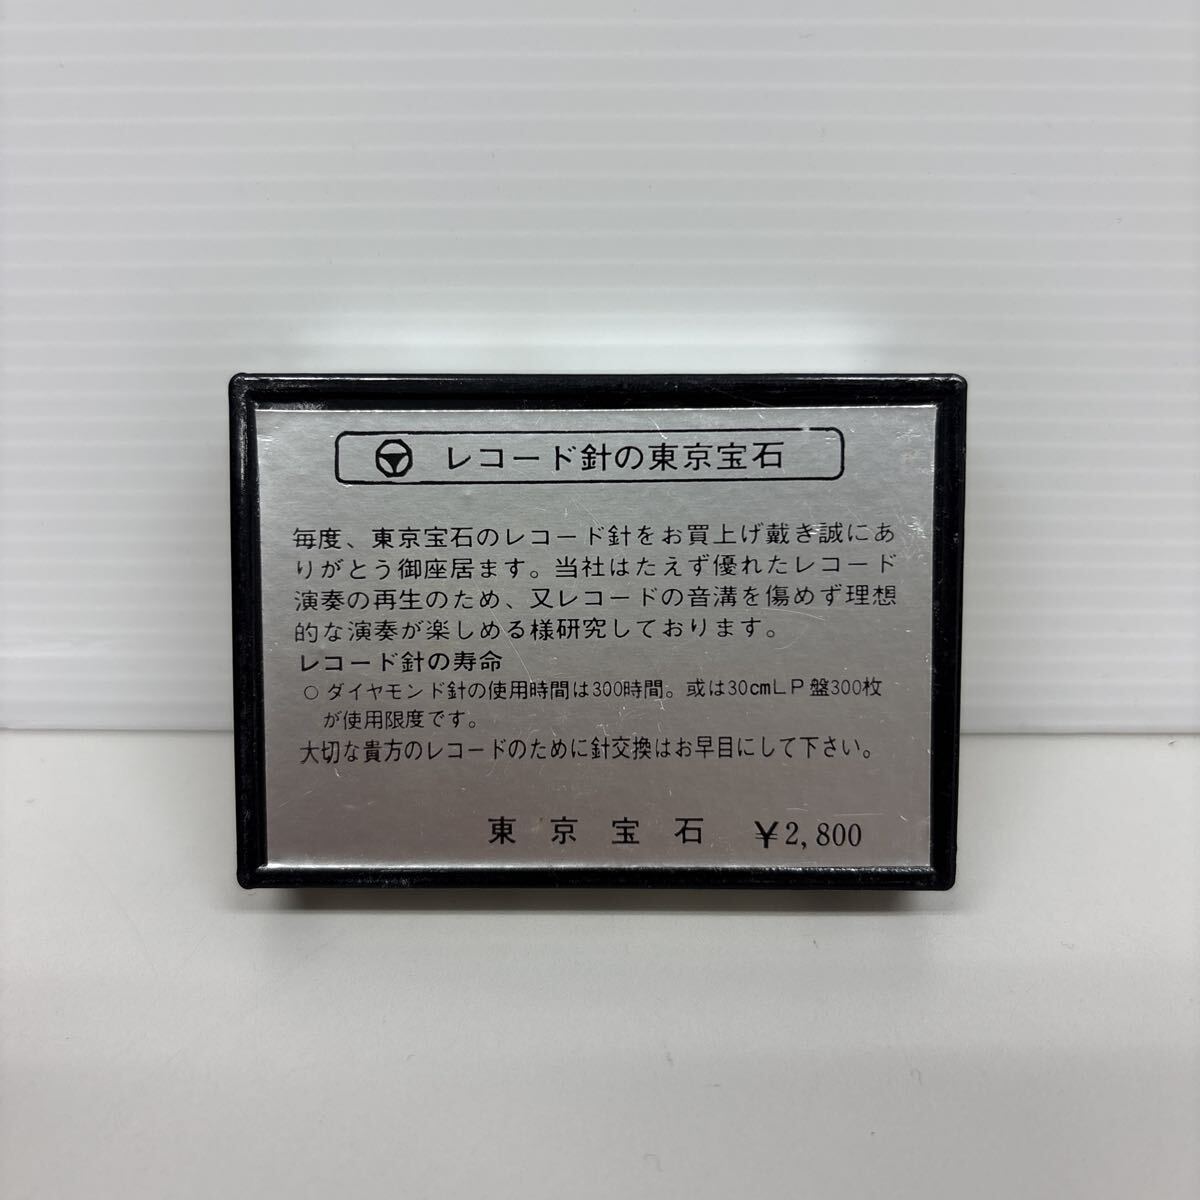 レコード針の東京宝石
毎度、東京宝石のレコード針をお買上げ戴き誠にあ
りがとう御座居ます。当社はたえず優れたレコード
演奏の再生のため、又レコードの音溝を傷めず理想
的な演奏が楽しめる様研究しております。
レコード針の寿命
○ ダイヤモンド針の使用時間は300時間。或は30cmLP盤300枚
が使用限度です。
大切な貴方のレコードのために針交換はお早目にして下さい。
東京宝石 ¥2,800